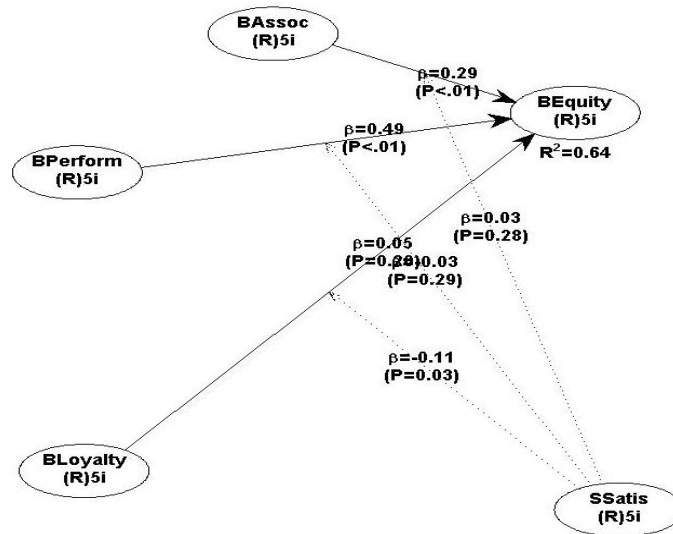 BAssoc
(R)5i
β=0.29
(P<.01)
BEquity
(R)5i
R²=0.64
β=0.49
(P<.01)
BPerform
(R)5i
β=0.03
(P=0.28)
β=0.05
(P=0.28)
(P=0.29)
β=-0.11
(P=0.03)
BLoyalty
(R)5i
SSatis
(R)5i